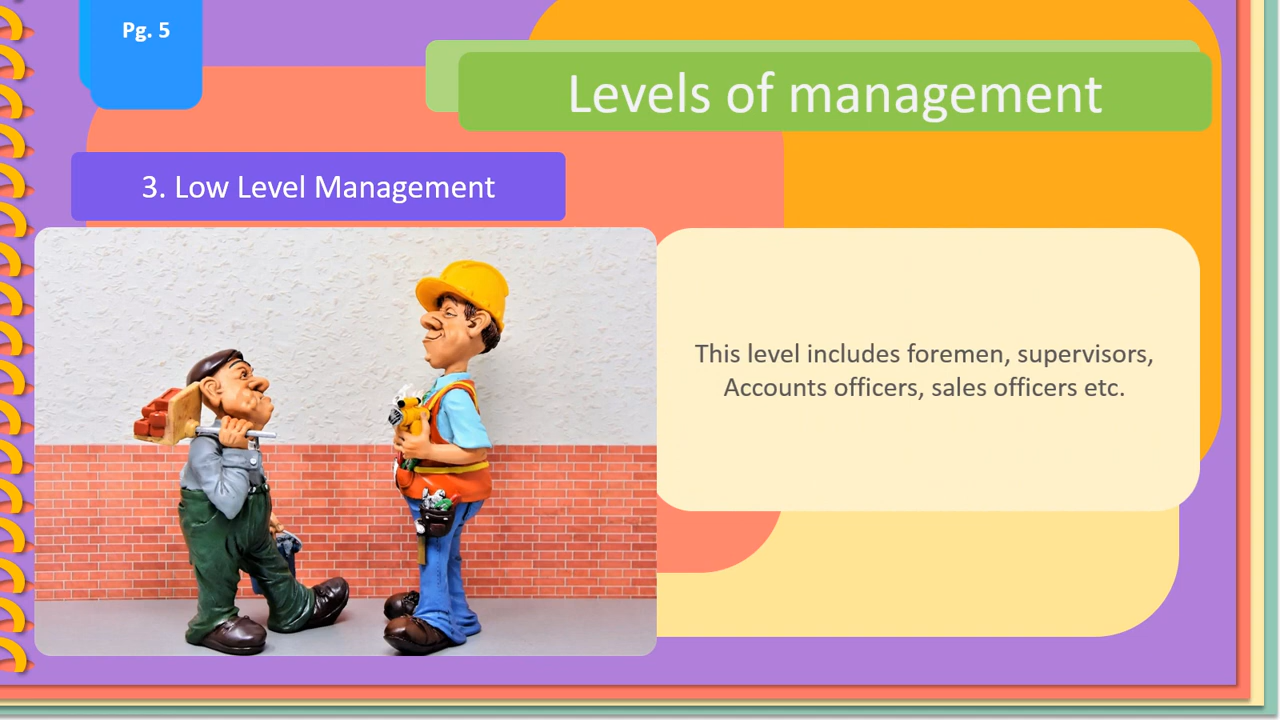 Pg. 5
Levels of management
3. Low Level Management
This level includes foremen, supervisors,
Accounts officers, sales officers etc.